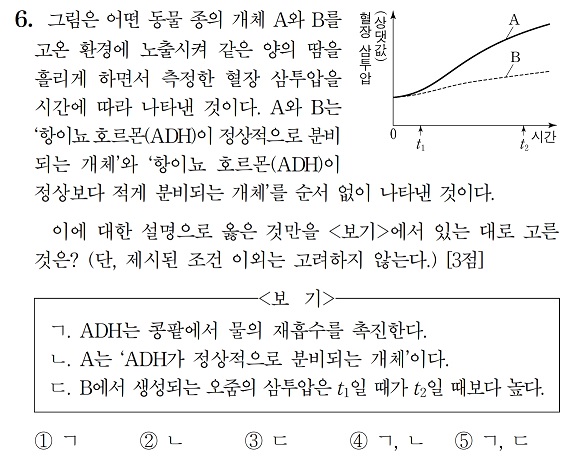 6. 그림은 어떤 동물 종의 개체 A와 B를
고온 환경에 노출시켜 같은 양의 땀을
흘리게 하면서 측정한 혈장 삼투압을
시간에 따라 나타낸 것이다. A와 B는
‘항이뇨 호르몬(ADH)이 정상적으로 분비
되는 개체’와 ‘항이뇨 호르몬(ADH)이
정상보다 적게 분비되는 개체’를 순서 없이 나타낸 것이다.
혈장 삼투압
(상댓값)
A
B
0
t₁
t₂
시간
이에 대한 설명으로 옳은 것만을 <보기>에서 있는 대로 고른
것은? (단, 제시된 조건 이외는 고려하지 않는다.) [3점]
<보 기>
ㄱ. ADH는 콩팥에서 물의 재흡수를 촉진한다.
ㄴ. A는 ‘ADH가 정상적으로 분비되는 개체’이다.
ㄷ. B에서 생성되는 오줌의 삼투압은 t₁일 때가 t₂일 때보다 높다.
① ㄱ ② ㄴ ③ ㄷ ④ ㄱ, ㄴ ⑤ ㄱ, ㄷ